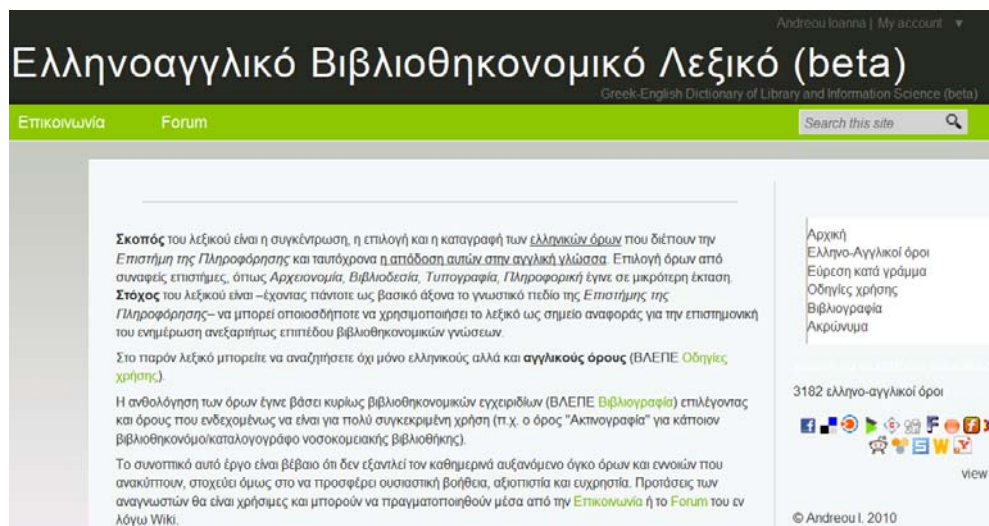 Andreou Ioanna | My account ▼
Ελληνοαγγλικό Βιβλιοθηκονομικό Λεξικό (beta)
Greek-English Dictionary of Library and Information Science (beta)
Επικοινωνία Forum
Search this site
Σκοπός του λεξικού είναι η συγκέντρωση, η επιλογή και η καταγραφή των ελληνικών όρων που διέπουν την
Επιστήμη της Πληροφόρησης και ταυτόχρονα η απόδοση αυτών στην αγγλική γλώσσα. Επιλογή όρων από
συναφείς επιστήμες, όπως Αρχειονομία, Βιβλιοδεσία, Τυπογραφία, Πληροφορική έγινε σε μικρότερη έκταση.
Στόχος του λεξικού είναι –έχοντας πάντοτε ως βασικό άξονα το γνωστικό πεδίο της Επιστήμης της
Πληροφόρησης– να μπορεί οποιοσδήποτε να χρησιμοποιήσει το λεξικό ως σημείο αναφοράς για την επιστημονική
του ενημέρωση ανεξαρτήτως επιπέδου βιβλιοθηκονομικών γνώσεων.
Στο παρόν λεξικό μπορείτε να αναζητήσετε όχι μόνο ελληνικούς αλλά και αγγλικούς όρους (ΒΛΕΠΕ Οδηγίες
χρήσης).
Η ανθολόγηση των όρων έγινε βάσει κυρίως βιβλιοθηκονομικών εγχειριδίων (ΒΛΕΠΕ Βιβλιογραφία) επιλέγοντας
και όρους που ενδεχομένως να είναι για πολύ συγκεκριμένη χρήση (π.χ. ο όρος "Ακτινογραφία" για κάποιον
βιβλιοθηκονόμο/καταλογογράφο νοσοκομειακής βιβλιοθήκης).
Το συνοπτικό αυτό έργο είναι βέβαιο ότι δεν εξαντλεί τον καθημερινά αυξανόμενο όγκο όρων και εννοιών που
ανακύπτουν, στοχεύει όμως στο να προσφέρει ουσιαστική βοήθεια, αξιοπιστία και ευχρηστία. Προτάσεις των
αναγνωστών θα είναι χρήσιμες και μπορούν να πραγματοποιηθούν μέσα από την Επικοινωνία ή το Forum του εν
λόγω Wiki.
Αρχική
Ελληνο-Αγγλικοί όροι
Εύρεση κατά γράμμα
Οδηγίες χρήσης
Βιβλιογραφία
Ακρώνυμα
3182 ελληνο-αγγλικοί όροι
view
© Andreou I. 2010